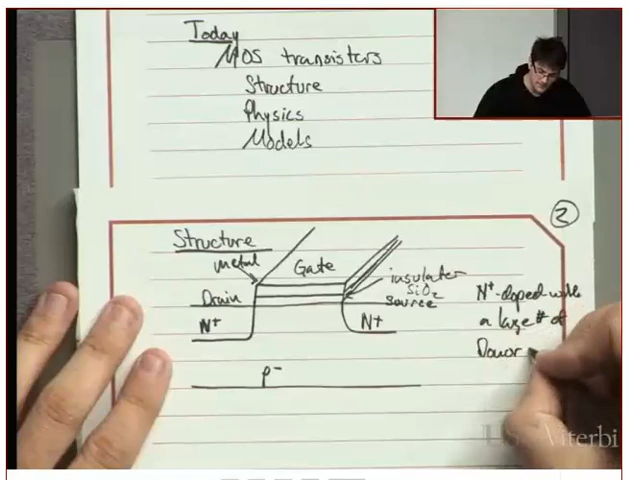 Today
MOS transistors
Structure
Physics
Models
2
Structure
metal
Gate
insulator
SiO2
Drain
source
N+
N+
P-
N+-doped with
a large # of
Donor
Viterbi